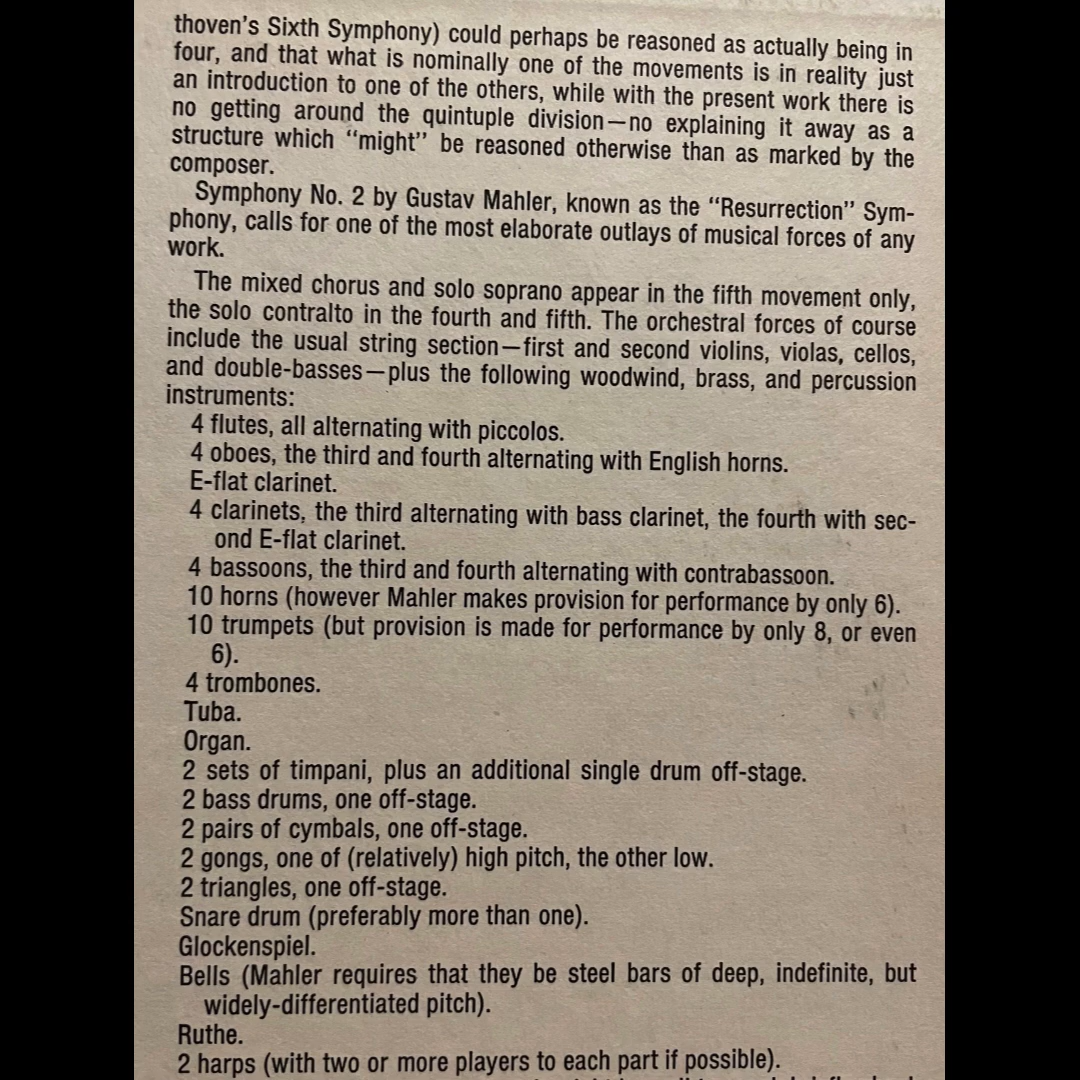 thoven's Sixth Symphony) could perhaps be reasoned as actually being in
four, and that what is nominally one of the movements is in reality just
an introduction to one of the others, while with the present work there is
no getting around the quintuple division—no explaining it away as a
structure which “might” be reasoned otherwise than as marked by the
composer.
Symphony No. 2 by Gustav Mahler, known as the “Resurrection” Sym-
phony, calls for one of the most elaborate outlays of musical forces of any
work.
The mixed chorus and solo soprano appear in the fifth movement only,
the solo contralto in the fourth and fifth. The orchestral forces of course
include the usual string section—first and second violins, violas, cellos,
and double-basses—plus the following woodwind, brass, and percussion
instruments:
4 flutes, all alternating with piccolos.
4 oboes, the third and fourth alternating with English horns.
E-flat clarinet.
4 clarinets, the third alternating with bass clarinet, the fourth with sec-
ond E-flat clarinet.
4 bassoons, the third and fourth alternating with contrabassoon.
10 horns (however Mahler makes provision for performance by only 6).
10 trumpets (but provision is made for performance by only 8, or even
6).
4 trombones.
Tuba.
Organ.
2 sets of timpani, plus an additional single drum off-stage.
2 bass drums, one off-stage.
2 pairs of cymbals, one off-stage.
2 gongs, one of (relatively) high pitch, the other low.
2 triangles, one off-stage.
Snare drum (preferably more than one).
Glockenspiel.
Bells (Mahler requires that they be steel bars of deep, indefinite, but
widely-differentiated pitch).
Ruthe.
2 harps (with two or more players to each part if possible).